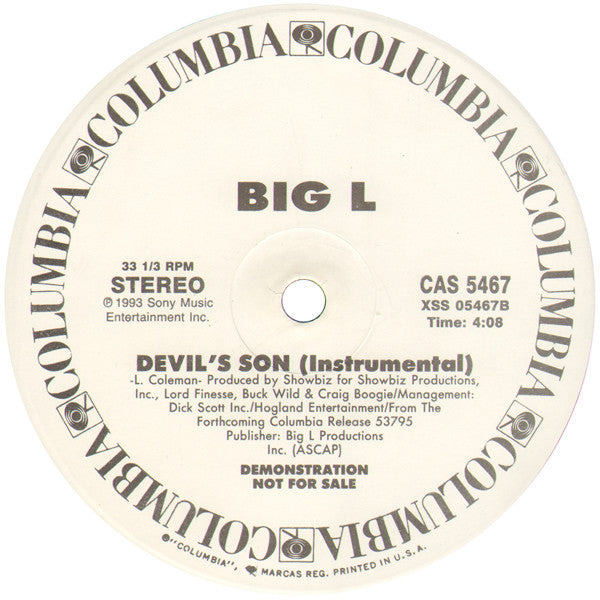 COLUMBIA COLUMBIA COLUMBIA COLUMBIA COLUMBIA COLUMBIA COLUMBIA COLUMBIA
BIG L
33 1/3 RPM
STEREO
℗ 1993 Sony Music
Entertainment Inc.
CAS 5467
XSS 05467B
Time: 4:08
DEVIL'S SON (Instrumental)
-L. Coleman- Produced by Showbiz for Showbiz Productions,
Inc., Lord Finesse, Buck Wild & Craig Boogie/Management:
Dick Scott Inc./Hogland Entertainment/From The
Forthcoming Columbia Release 53795
Publisher: Big L Productions
Inc. (ASCAP)
DEMONSTRATION
NOT FOR SALE
®"COLUMBIA", MARCAS REG. PRINTED IN U.S.A.